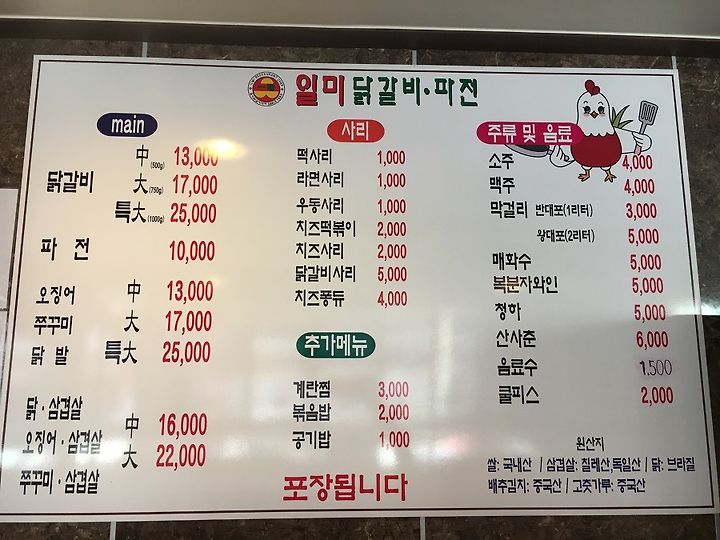 일미 닭갈비·파전
main
닭갈비
中 (500g) 13,000
大 (750g) 17,000
특大 (1000g) 25,000
파 전 10,000
오징어 中 13,000
쭈꾸미 大 17,000
닭 발 특大 25,000
닭·삼겹살
오징어·삼겹살
쭈꾸미·삼겹살
中 16,000
大 22,000
사리
떡사리 1,000
라면사리 1,000
우동사리 1,000
치즈떡볶이 2,000
치즈사리 2,000
닭갈비사리 5,000
치즈퐁듀 4,000
추가메뉴
계란찜 3,000
볶음밥 2,000
공기밥 1,000
포장됩니다
주류 및 음료
소주 4,000
맥주 4,000
막걸리 반대포(1리터) 3,000
왕대포(2리터) 5,000
매화수 5,000
복분자와인 5,000
청하 5,000
산사춘 6,000
음료수 1,500
쿨피스 2,000
원산지
쌀: 국내산 / 삼겹살: 칠레산,독일산 / 닭: 브라질
배추김치: 중국산 / 고춧가루: 중국산